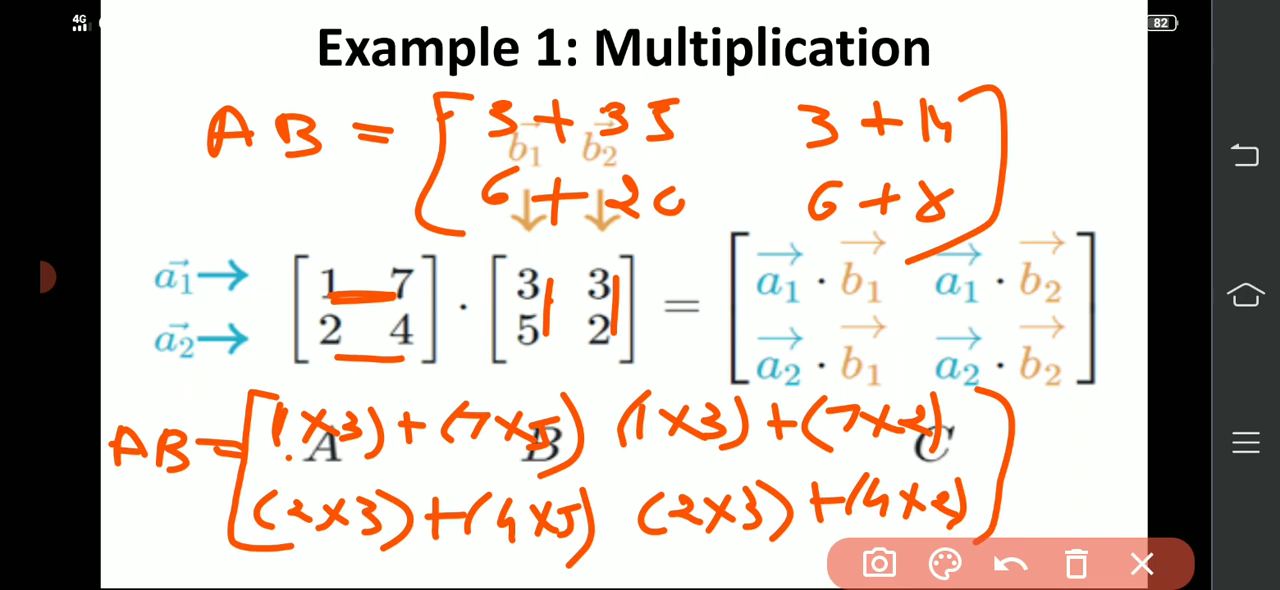 4G
82
Example 1: Multiplication
AB = [ 3 + 35 3 + 14
6 + 20 6 + 8 ]
b₁ b₂
↓ ↓
a₁→ [ 1 7 ] · [ 3 3 ] = [ a₁ · b₁ a₁ · b₂ ]
a₂→ [ 2 4 ] [ 5 2 ] [ a₂ · b₁ a₂ · b₂ ]
A B C
AB = [ (1×3) + (7×5) (1×3) + (7×2)
(2×3) + (4×5) (2×3) + (4×2) ]